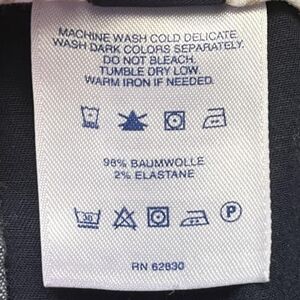 MACHINE WASH COLD DELICATE.
WASH DARK COLORS SEPARATELY.
DO NOT BLEACH.
TUMBLE DRY LOW.
WARM IRON IF NEEDED.
98% BAUMWOLLE
2% ELASTANE
30 P
RN 62830